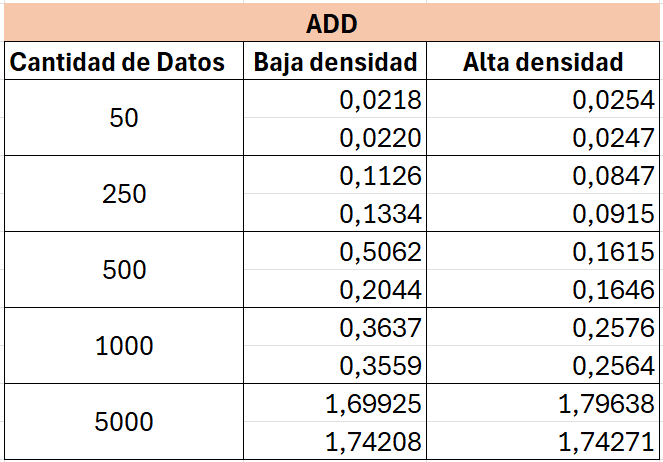 ADD
Cantidad de Datos Baja densidad Alta densidad
50 0,0218 0,0254
0,0220 0,0247
250 0,1126 0,0847
0,1334 0,0915
500 0,5062 0,1615
0,2044 0,1646
1000 0,3637 0,2576
0,3559 0,2564
5000 1,69925 1,79638
1,74208 1,74271